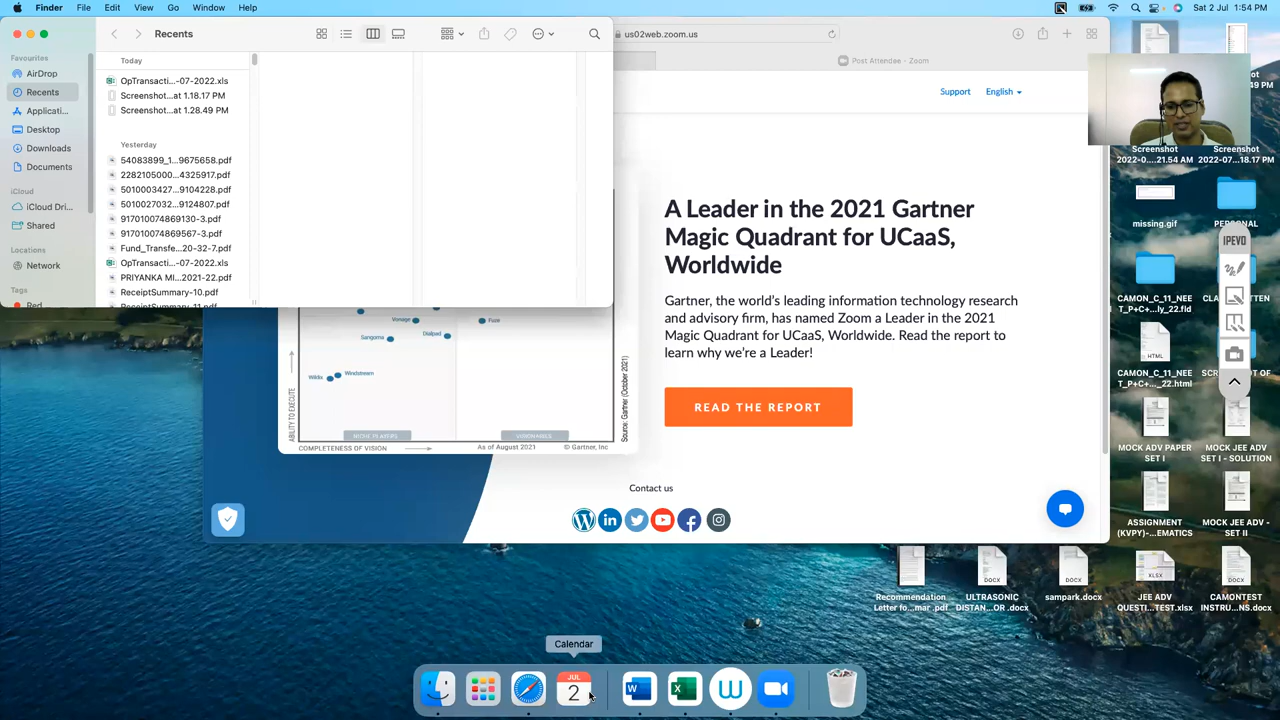 Finder File Edit View Go Window Help
Sat 2 Jul 1:54 PM
Recents
Favourites
AirDrop
Recents
Applicati...
Desktop
Downloads
Documents
iCloud
iCloud Dri...
Shared
Locations
Network
Tags
Red
Today
OpTransacti...-07-2022.xls
Screenshot...at 1.18.17 PM
Screenshot...at 1.28.49 PM
Yesterday
54083899_1...9675658.pdf
2282105000...4325917.pdf
5010003427...9104228.pdf
5010027032...9124807.pdf
917010074869130-3.pdf
917010074869567-3.pdf
Fund_Transfe...20-32-7.pdf
OpTransacti...-07-2022.xls
PRIYANKA MI...2021-22.pdf
ReceiptSummary-10.pdf
ReceiptSummary-11.pdf
us02web.zoom.us
Post Attendee - Zoom
Support English
A Leader in the 2021 Gartner
Magic Quadrant for UCaaS,
Worldwide
Gartner, the world's leading information technology research
and advisory firm, has named Zoom a Leader in the 2021
Magic Quadrant for UCaaS, Worldwide. Read the report to
learn why we're a Leader!
READ THE REPORT
Vonage
Fuze
Sangoma
Dialpad
Wildix
Windstream
ABILITY TO EXECUTE
NICHE PLAYERS
VISIONARIES
COMPLETENESS OF VISION
As of August 2021
© Gartner, Inc
Source: Gartner (October 2021)
Contact us
Screenshot
2022-0....21.54 AM
Screenshot
2022-07...18.17 PM
missing.gif
PERSONAL
IPEVO
CAMON_C_11_NEE
T_P+C+..._22.fld
HTML
CAMON_C_11_NEE
T_P+C+..._22.html
MOCK ADV PAPER
SET I
MOCK JEE ADV
SET I - SOLUTION
ASSIGNMENT
(KVPY)-...EMATICS
MOCK JEE ADV -
SET II
Recommendation
Letter fo...mar .pdf
DOCX
ULTRASONIC
DISTAN...OR .docx
DOCX
sampark.docx
XLSX
JEE ADV
QUESTI...TEST.xlsx
DOCX
CAMONTEST
INSTRU...NS.docx
Calendar
JUL
2
W
X
W